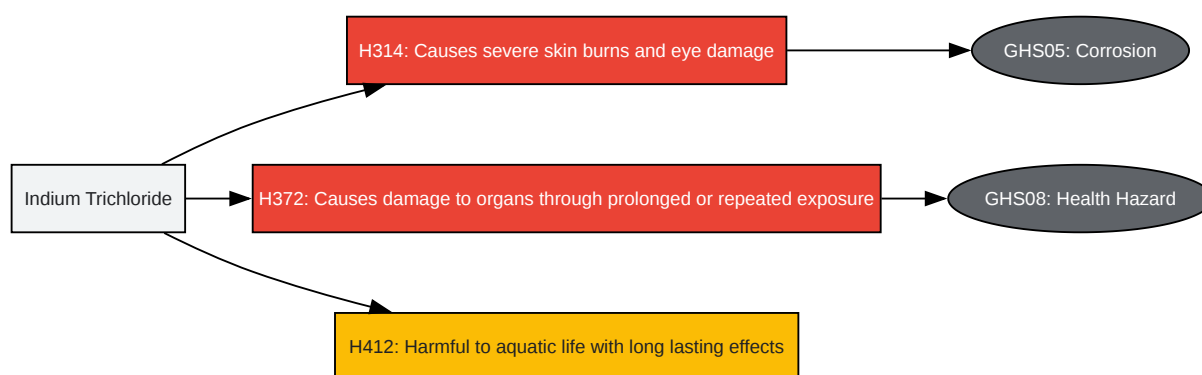 H314: Causes severe skin burns and eye damage
GHS05: Corrosion
Indium Trichloride
H372: Causes damage to organs through prolonged or repeated exposure
GHS08: Health Hazard
H412: Harmful to aquatic life with long lasting effects